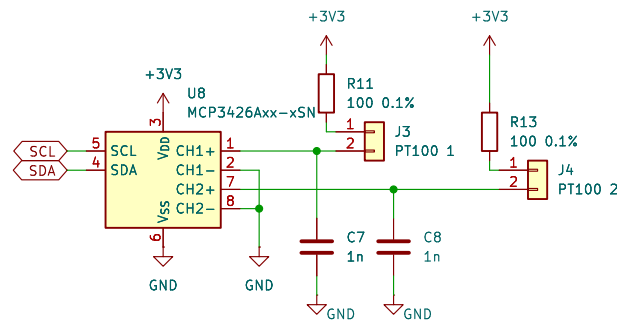 +3V3
+3V3
+3V3
R11
100 0.1%
U8
MCP3426Axx-xSN
R13
100 0.1%
3
1
J3
2
PT100 1
5
SCL
SCL
VDD
CH1+
1
4
SDA
SDA
CH1-
2
1
J4
CH2+
7
2
PT100 2
VSS
CH2-
8
6
C7
1n
C8
1n
GND
GND
GND
GND